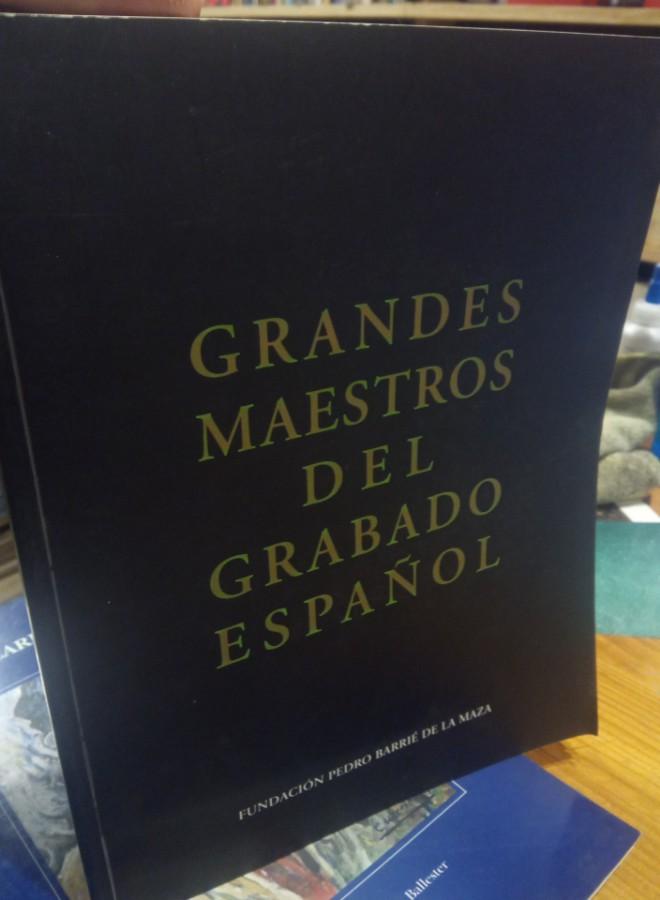 GRANDES
MAESTROS
DEL
GRABADO
ESPAÑOL
FUNDACIÓN PEDRO BARRIÉ DE LA MAZA
Ballester